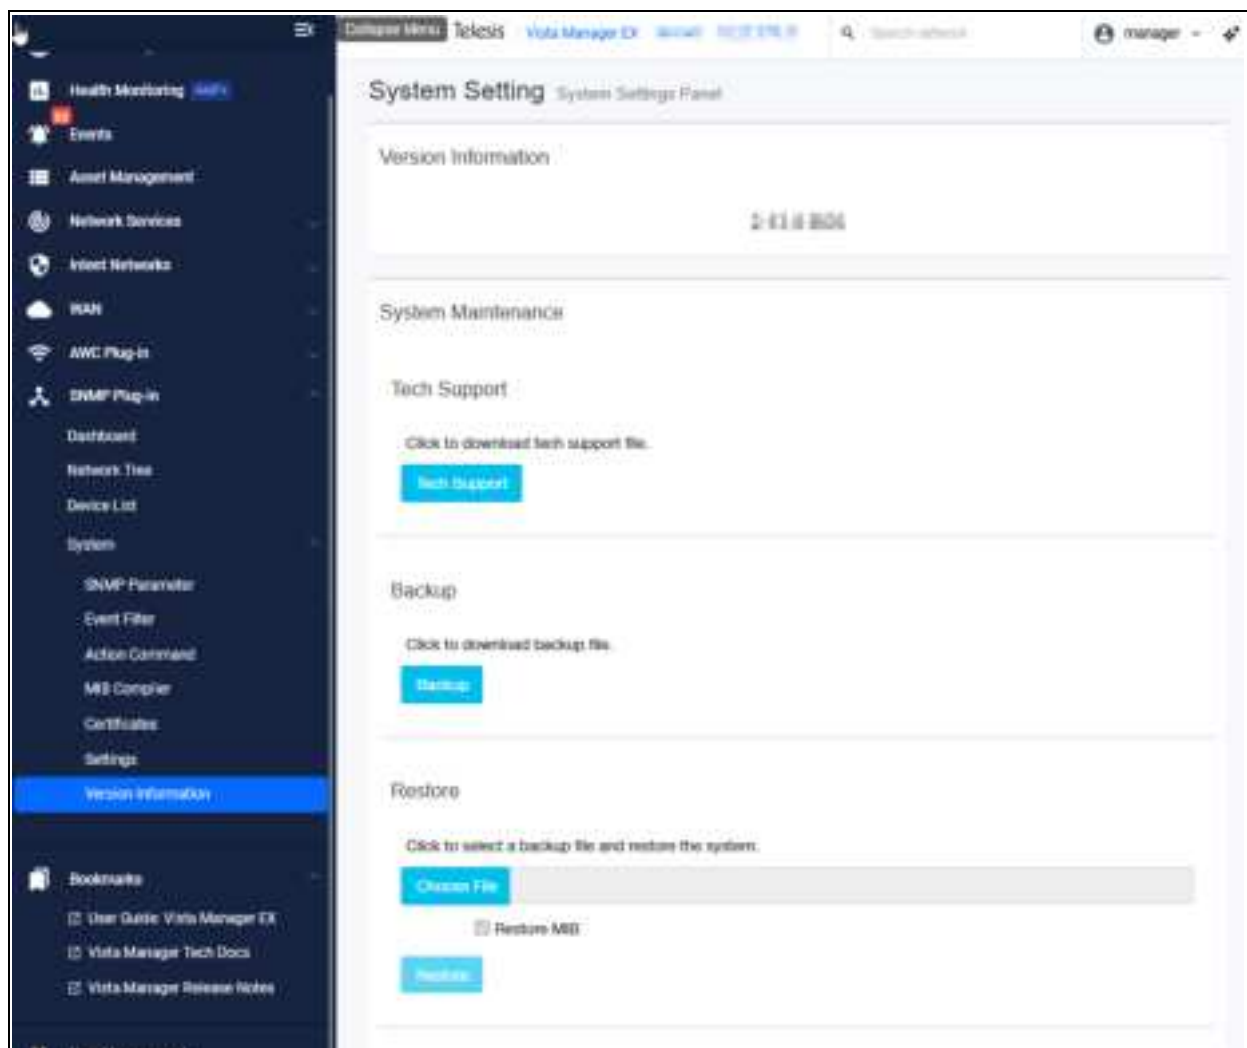 Collapse Menu Telesis Vista Manager EX manager
Health Monitoring
Events
Asset Management
Network Services
Intent Networks
WAN
AWC Plug-in
SNMP Plug-in
Dashboard
Network Tree
Device List
System
SNMP Parameter
Event Filter
Action Command
MIB Compiler
Certificates
Settings
Version Information
Bookmarks
User Guide: Vista Manager EX
Vista Manager Tech Docs
Vista Manager Release Notes
System Setting System Settings Panel
Version Information
System Maintenance
Tech Support
Click to download tech support file.
Tech Support
Backup
Click to download backup file.
Backup
Restore
Click to select a backup file and restore the system.
Choose File
Restore MIB
Restore